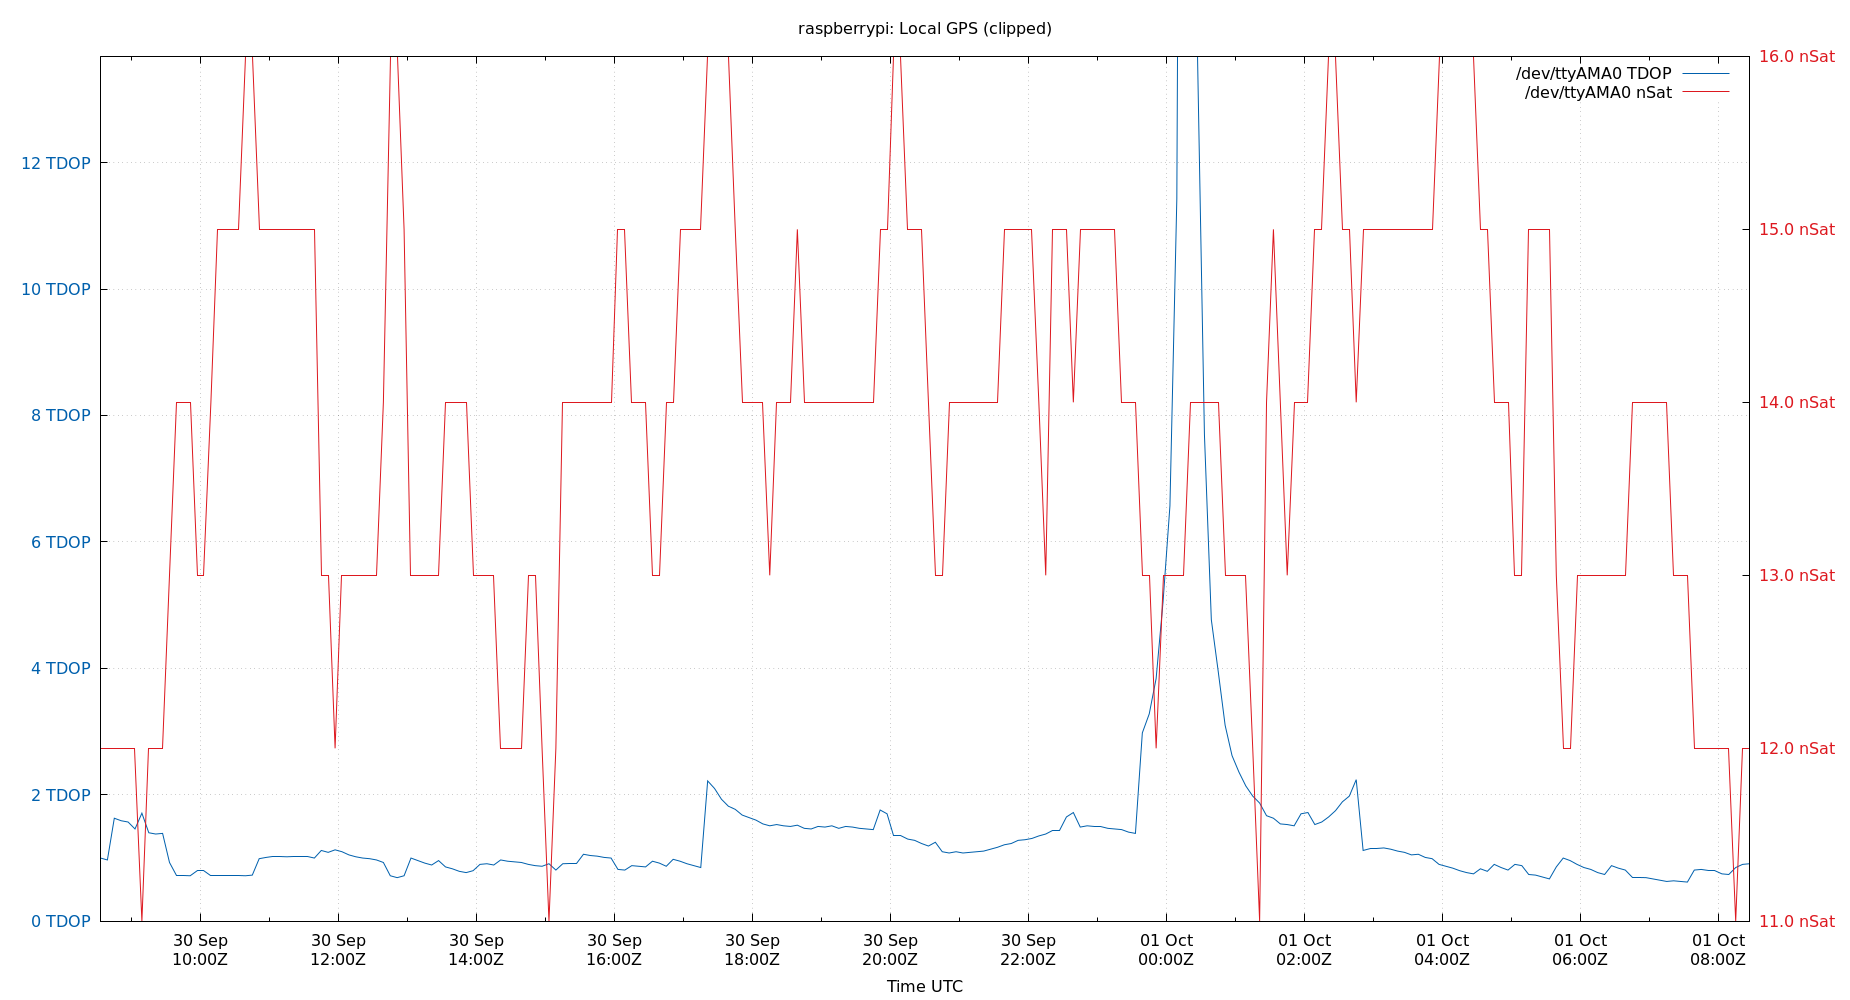 raspberrypi: Local GPS (clipped)
/dev/ttyAMA0 TDOP
/dev/ttyAMA0 nSat
12 TDOP
10 TDOP
8 TDOP
6 TDOP
4 TDOP
2 TDOP
0 TDOP
16.0 nSat
15.0 nSat
14.0 nSat
13.0 nSat
12.0 nSat
11.0 nSat
30 Sep
10:00Z
30 Sep
12:00Z
30 Sep
14:00Z
30 Sep
16:00Z
30 Sep
18:00Z
30 Sep
20:00Z
30 Sep
22:00Z
01 Oct
00:00Z
01 Oct
02:00Z
01 Oct
04:00Z
01 Oct
06:00Z
01 Oct
08:00Z
Time UTC